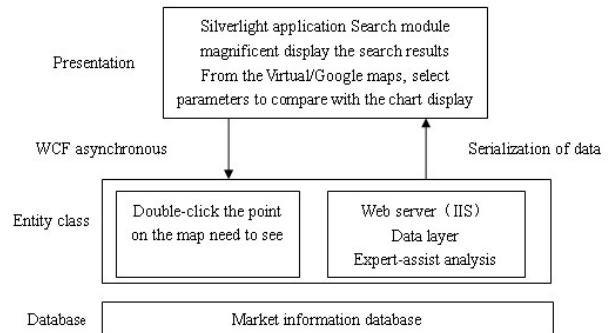 Silverlight application Search module
magnificent display the search results
From the Virtual/Google maps, select
parameters to compare with the chart display
Presentation
WCF asynchronous
Serialization of data
Entity class
Double-click the point
on the map need to see
Web server（IIS）
Data layer
Expert-assist analysis
Database
Market information database